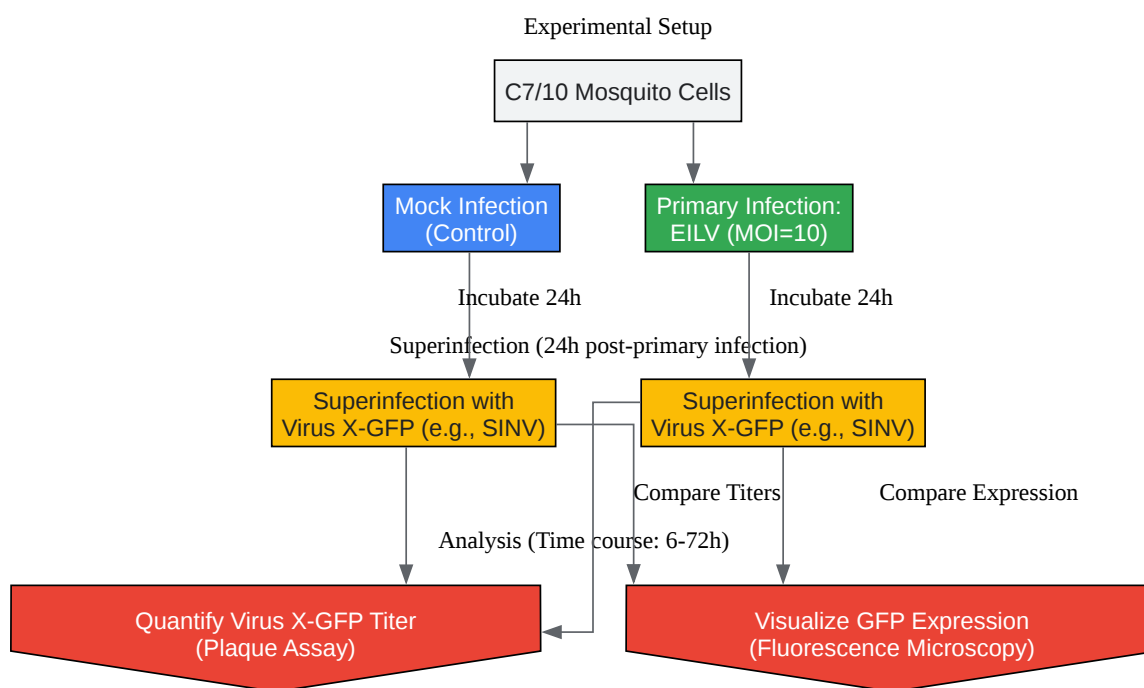 Experimental Setup
C7/10 Mosquito Cells
Mock Infection
(Control)
Primary Infection:
EILV (MOI=10)
Incubate 24h
Incubate 24h
Superinfection (24h post-primary infection)
Superinfection with
Virus X-GFP (e.g., SINV)
Superinfection with
Virus X-GFP (e.g., SINV)
Compare Titers
Compare Expression
Analysis (Time course: 6-72h)
Quantify Virus X-GFP Titer
(Plaque Assay)
Visualize GFP Expression
(Fluorescence Microscopy)